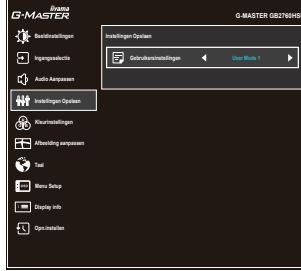 iiyama
G-MASTER
G-MASTER GB2760HS
Beeldinstellingen
Instellingen Opslaan
Ingangsselectie
Gebruikersinstellingen
User Mode 1
Audio Aanpassen
Instellingen Opslaan
Kleurinstellingen
Afbeelding aanpassen
Taal
Menu Setup
Display info
Opn.instellen